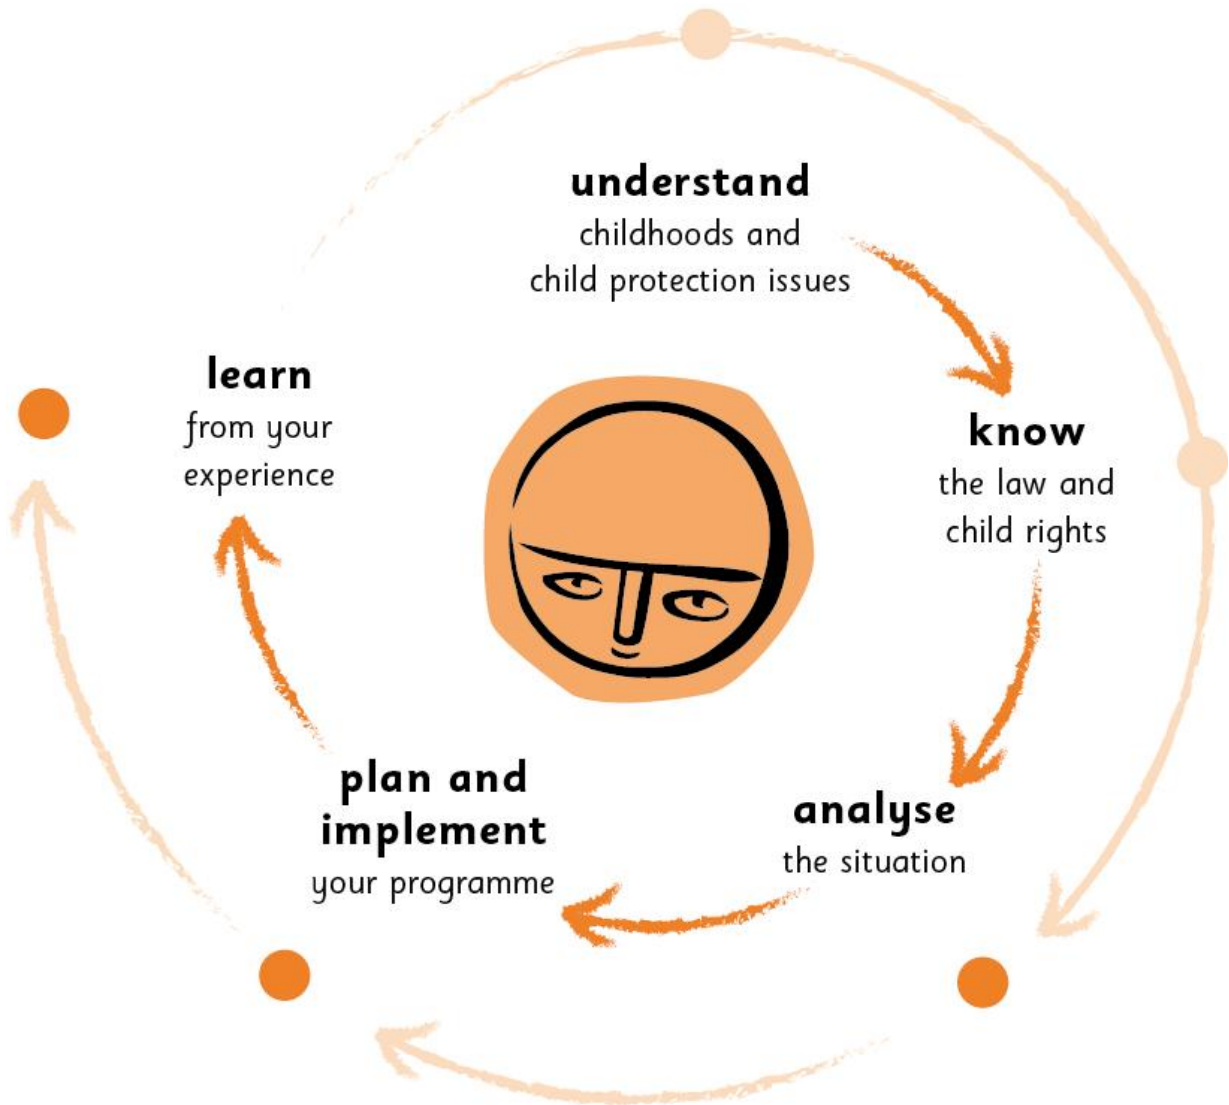 understand
childhoods and
child protection issues
know
the law and
child rights
analyse
the situation
plan and
implement
your programme
learn
from your
experience